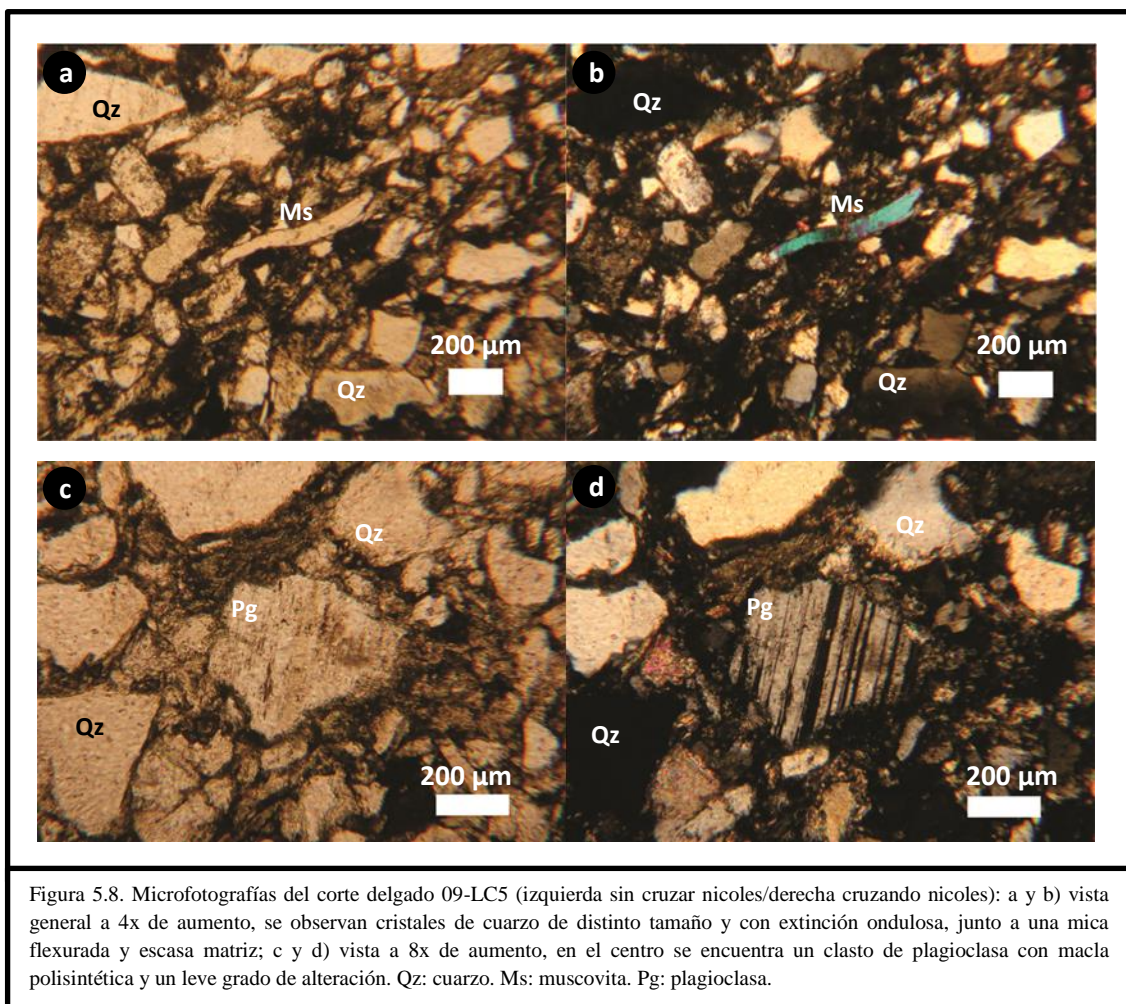 a
b
Qz
Qz
Ms
Ms
200 µm
200 µm
Qz
Qz
c
d
Qz
Qz
Pg
Pg
Qz
Qz
200 µm
200 µm
Figura 5.8. Microfotografías del corte delgado 09-LC5 (izquierda sin cruzar nicoles/derecha cruzando nicoles): a y b) vista
general a 4x de aumento, se observan cristales de cuarzo de distinto tamaño y con extinción ondulosa, junto a una mica
flexurada y escasa matriz; c y d) vista a 8x de aumento, en el centro se encuentra un clasto de plagioclasa con macla
polisintética y un leve grado de alteración. Qz: cuarzo. Ms: muscovita. Pg: plagioclasa.